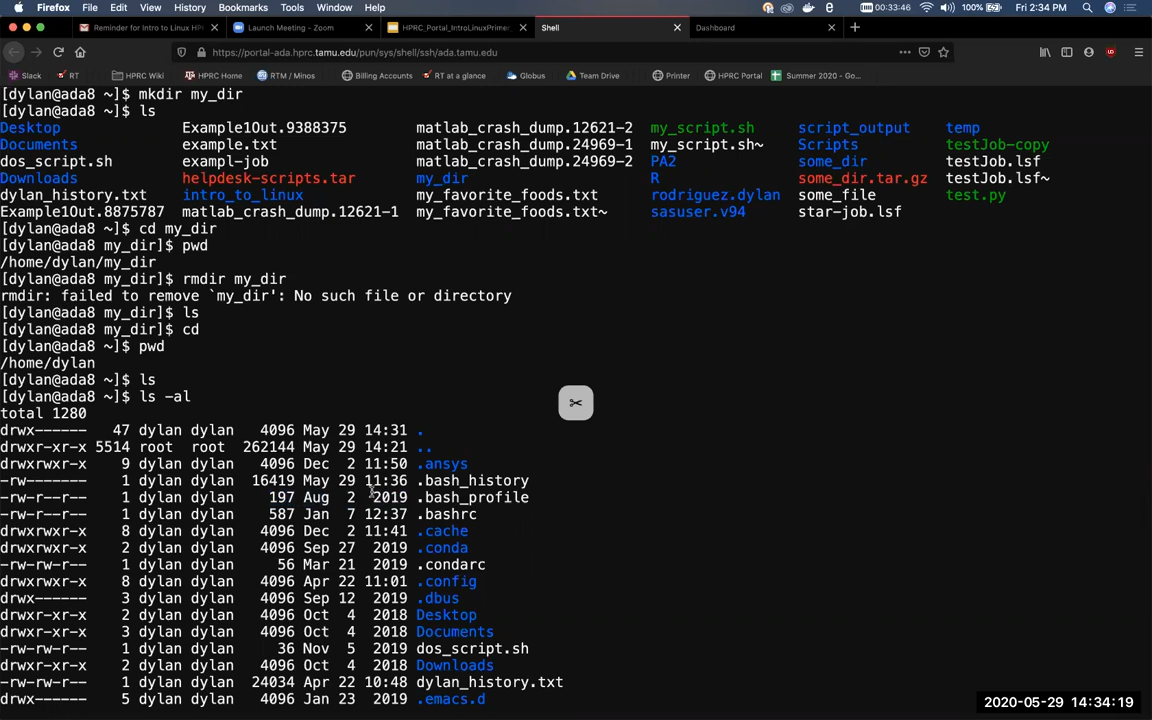 Firefox File Edit View History Bookmarks Tools Window Help 00:33:46 100% Fri 2:34 PM
Reminder for Intro to Linux HP Launch Meeting - Zoom HPRC_Portal_IntroLinuxPrimer_ Shell Dashboard
https://portal-ada.hprc.tamu.edu/pun/sys/shell/ssh/ada.tamu.edu
Slack RT HPRC Wiki HPRC Home RTM / Minos Billing Accounts RT at a glance Globus Team Drive Printer HPRC Portal Summer 2020 - Go...
[dylan@ada8 ~]$ mkdir my_dir
[dylan@ada8 ~]$ ls
Desktop Example1Out.9388375 matlab_crash_dump.12621-2 my_script.sh script_output temp
Documents example.txt matlab_crash_dump.24969-1 my_script.sh~ Scripts testJob-copy
dos_script.sh exampl-job matlab_crash_dump.24969-2 PA2 some_dir testJob.lsf
Downloads helpdesk-scripts.tar my_dir R some_dir.tar.gz testJob.lsf~
dylan_history.txt intro_to_linux my_favorite_foods.txt rodriguez.dylan some_file test.py
Example1Out.8875787 matlab_crash_dump.12621-1 my_favorite_foods.txt~ sasuser.v94 star-job.lsf
[dylan@ada8 ~]$ cd my_dir
[dylan@ada8 my_dir]$ pwd
/home/dylan/my_dir
[dylan@ada8 my_dir]$ rmdir my_dir
rmdir: failed to remove `my_dir': No such file or directory
[dylan@ada8 my_dir]$ ls
[dylan@ada8 my_dir]$ cd
[dylan@ada8 ~]$ pwd
/home/dylan
[dylan@ada8 ~]$ ls
[dylan@ada8 ~]$ ls -al
total 1280
drwx------ 47 dylan dylan 4096 May 29 14:31 .
drwxr-xr-x 5514 root root 262144 May 29 14:21 ..
drwxrwxr-x 9 dylan dylan 4096 Dec 2 11:50 .ansys
-rw------- 1 dylan dylan 16419 May 29 11:36 .bash_history
-rw-r--r-- 1 dylan dylan 197 Aug 2 2019 .bash_profile
-rw-r--r-- 1 dylan dylan 587 Jan 7 12:37 .bashrc
drwxrwxr-x 8 dylan dylan 4096 Dec 2 11:41 .cache
drwxrwxr-x 2 dylan dylan 4096 Sep 27 2019 .conda
-rw-rw-r-- 1 dylan dylan 56 Mar 21 2019 .condarc
drwxrwxr-x 8 dylan dylan 4096 Apr 22 11:01 .config
drwx------ 3 dylan dylan 4096 Sep 12 2019 .dbus
drwxr-xr-x 2 dylan dylan 4096 Oct 4 2018 Desktop
drwxr-xr-x 3 dylan dylan 4096 Oct 4 2018 Documents
-rw-rw-r-- 1 dylan dylan 36 Nov 5 2019 dos_script.sh
drwxr-xr-x 2 dylan dylan 4096 Oct 4 2018 Downloads
-rw-rw-r-- 1 dylan dylan 24034 Apr 22 10:48 dylan_history.txt
drwx------ 5 dylan dylan 4096 Jan 23 2019 .emacs.d
2020-05-29 14:34:19